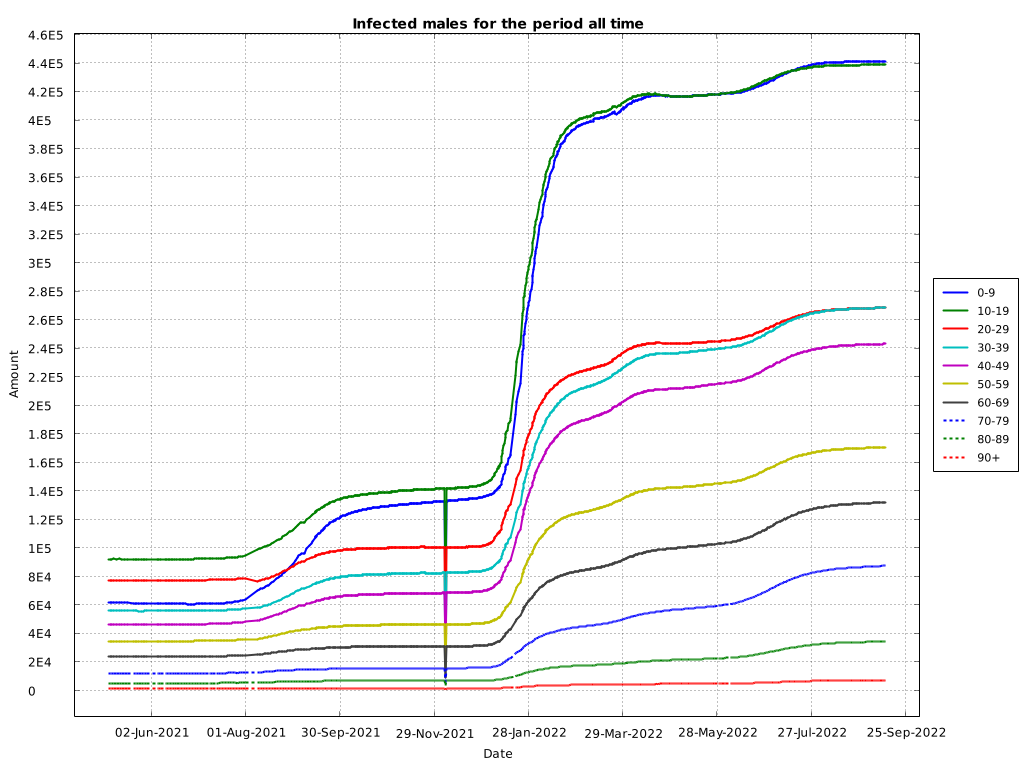 Infected males for the period all time
4.6E5
4.4E5
4.2E5
4E5
3.8E5
3.6E5
3.4E5
3.2E5
3E5
2.8E5
2.6E5
2.4E5
2.2E5
2E5
1.8E5
1.6E5
1.4E5
1.2E5
1E5
8E4
6E4
4E4
2E4
0
Amount
02-Jun-2021 01-Aug-2021 30-Sep-2021 29-Nov-2021 28-Jan-2022 29-Mar-2022 28-May-2022 27-Jul-2022 25-Sep-2022
Date
0-9
10-19
20-29
30-39
40-49
50-59
60-69
70-79
80-89
90+